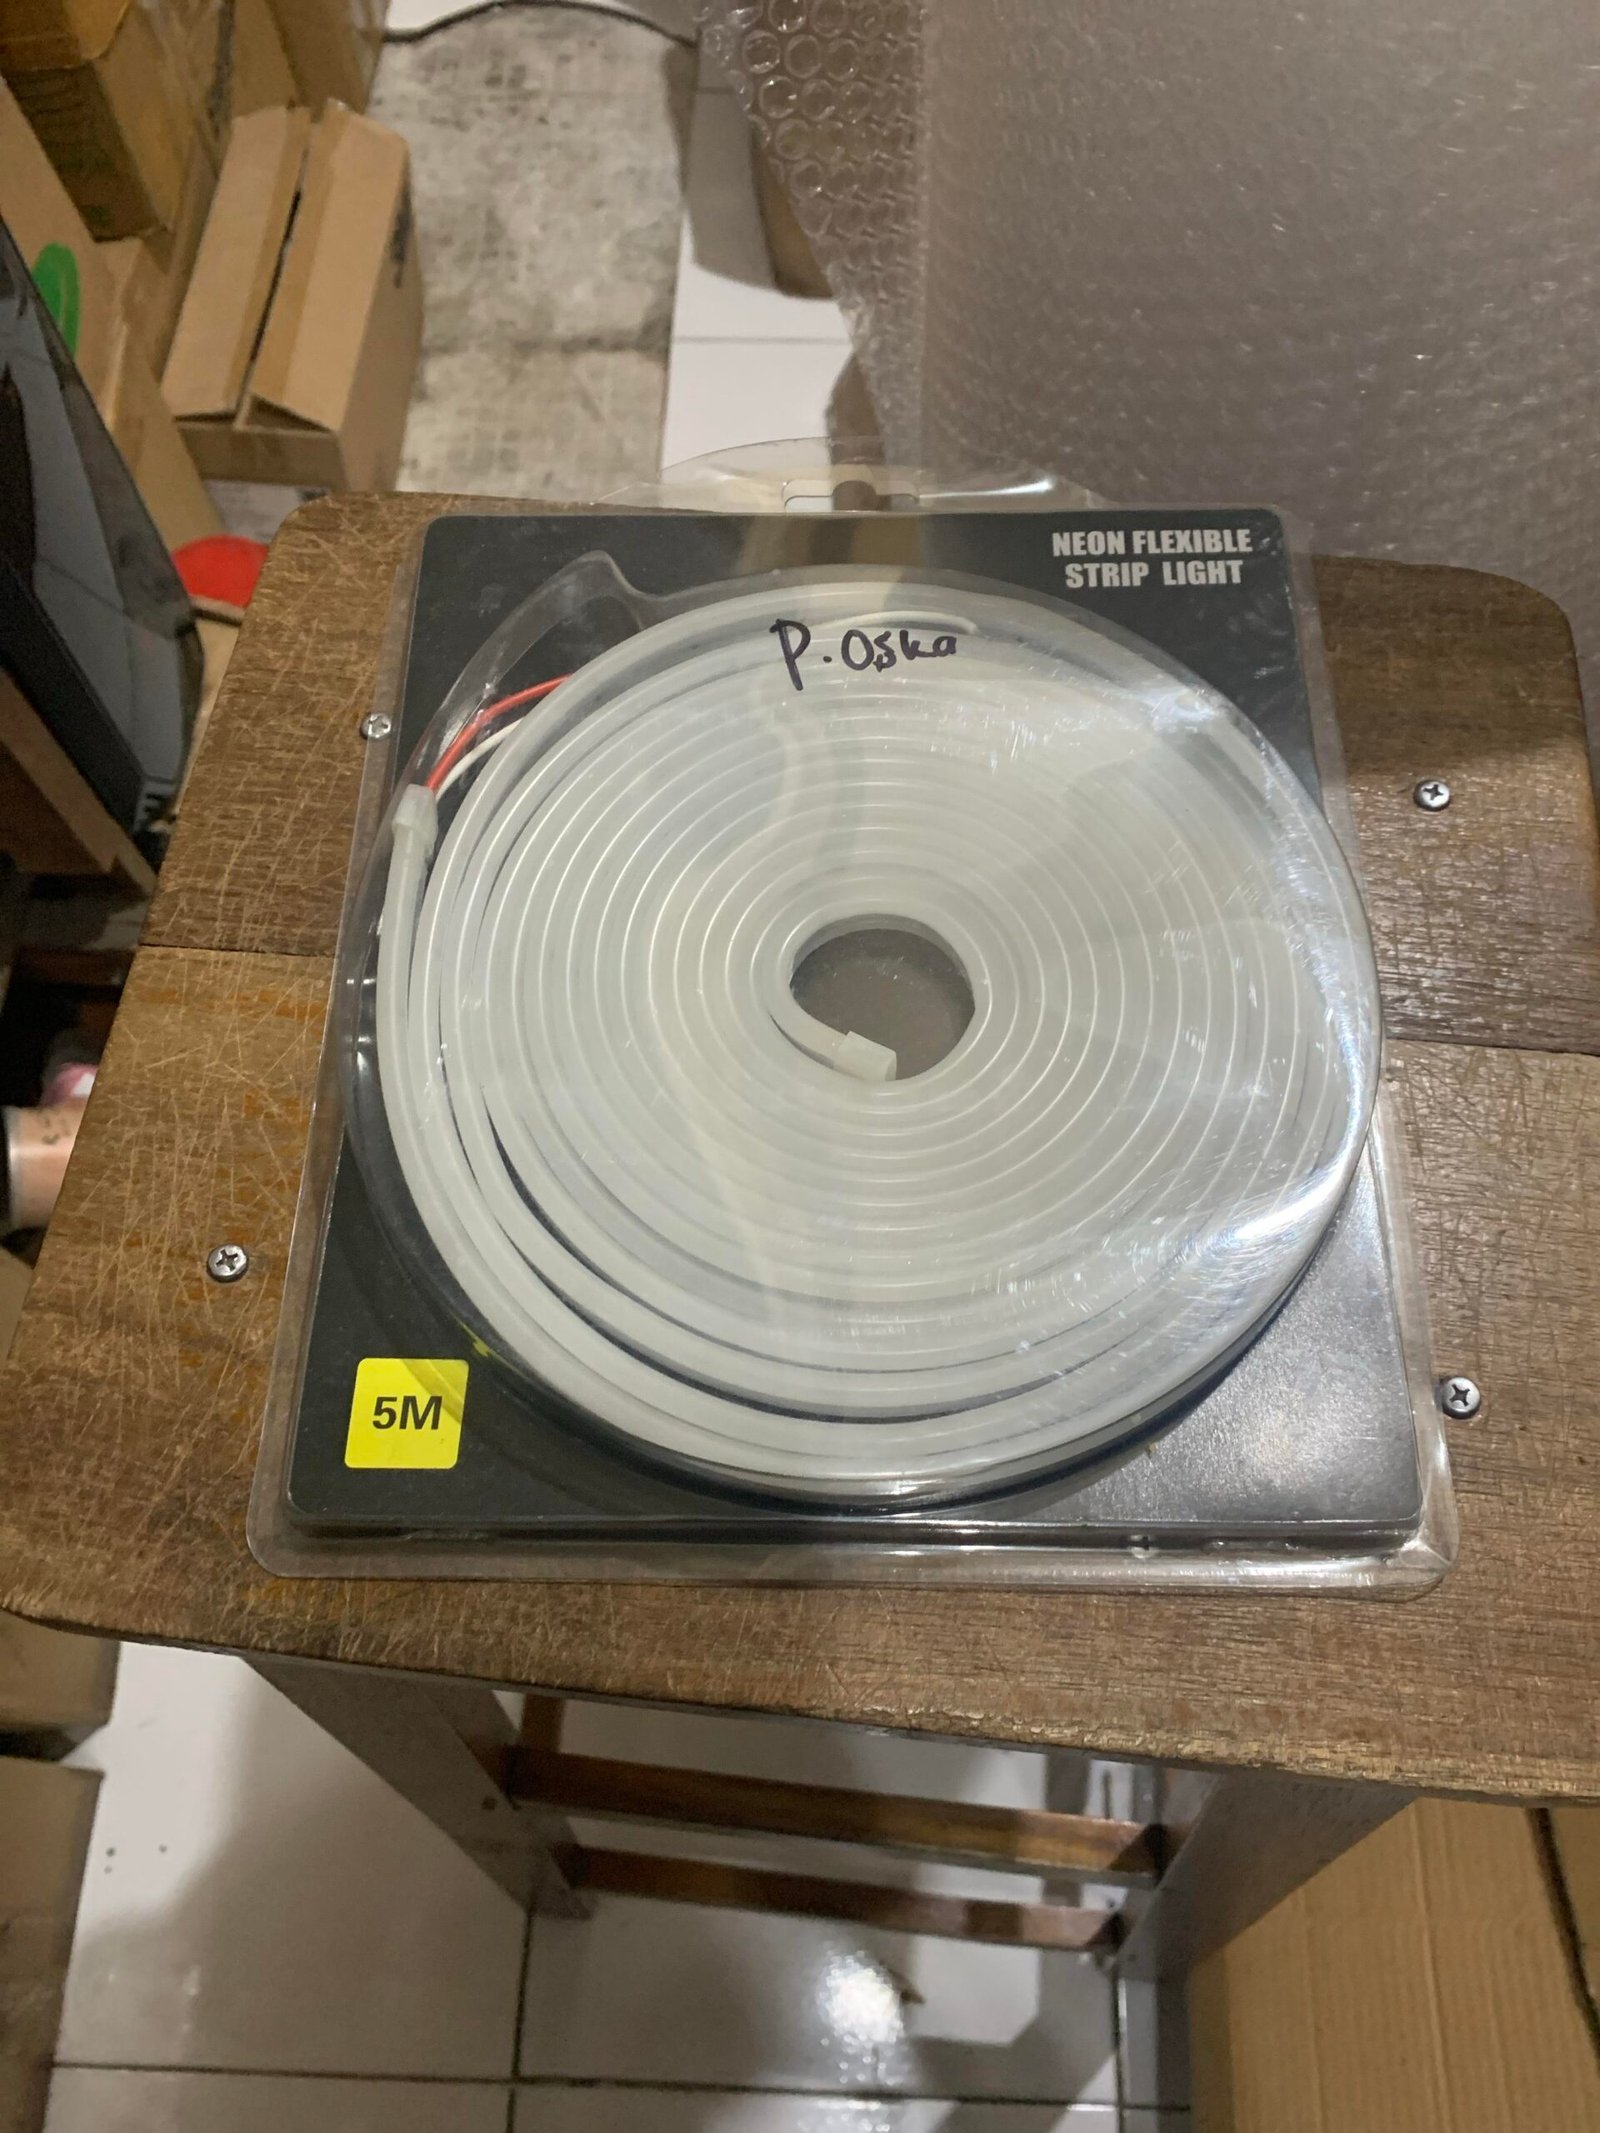 NEON FLEXIBLE
STRIP LIGHT
P. Oska
5M